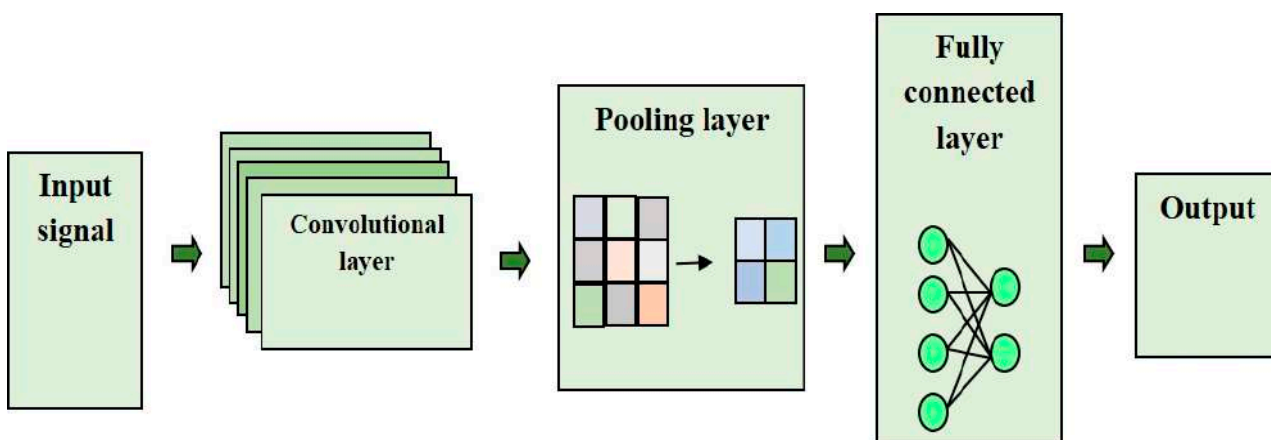 Input
signal
Convolutional
layer
Pooling layer
Fully
connected
layer
Output